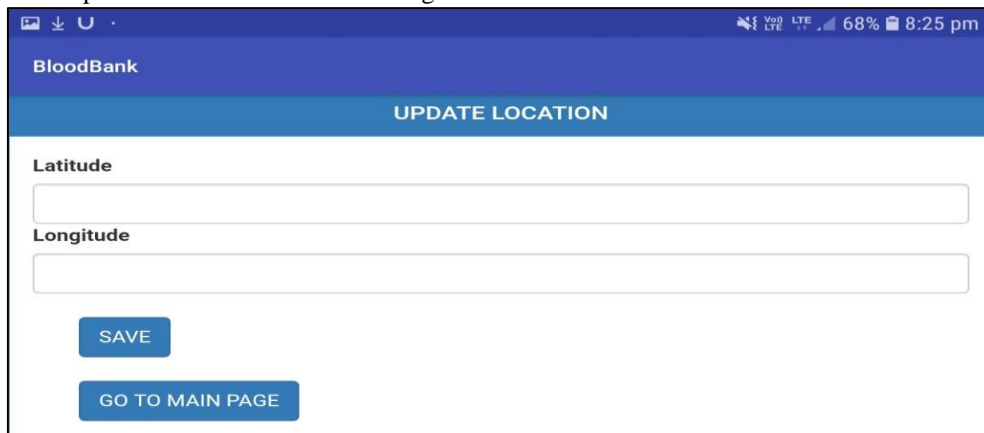 68% 8:25 pm
BloodBank
UPDATE LOCATION
Latitude
Longitude
SAVE
GO TO MAIN PAGE